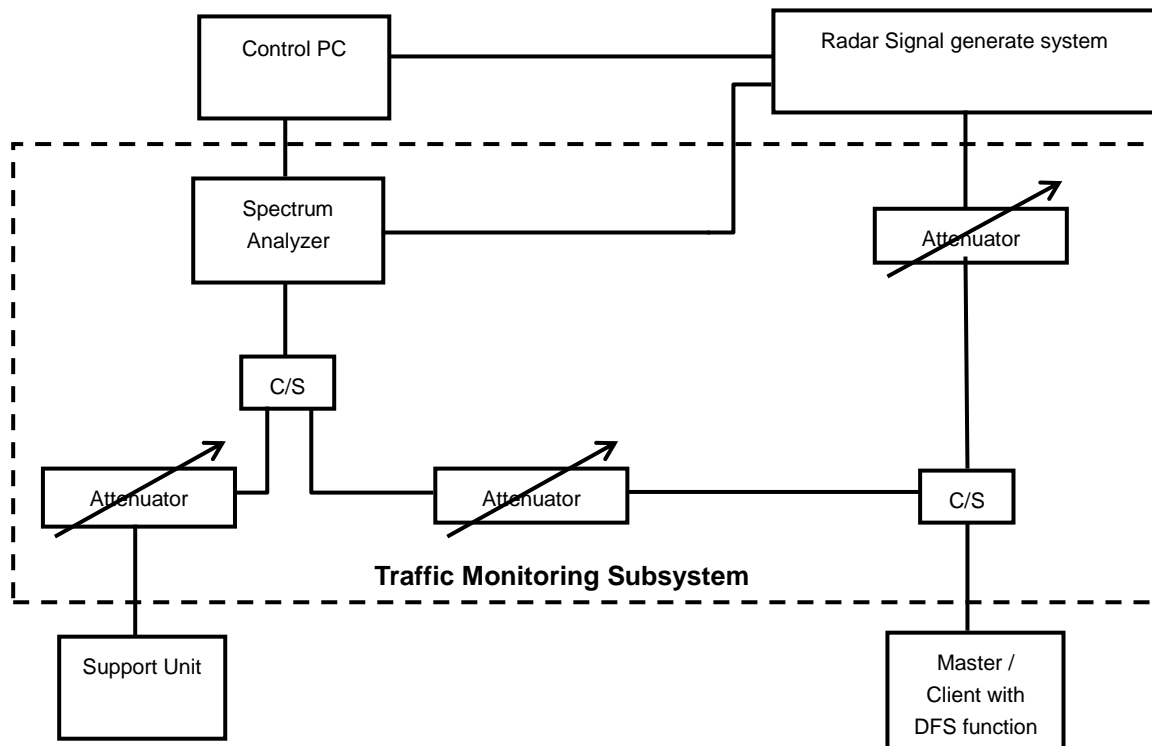 Control PC
Radar Signal generate system
Spectrum
Analyzer
Attenuator
C/S
Attenuator
Attenuator
C/S
Traffic Monitoring Subsystem
Support Unit
Master /
Client with
DFS function